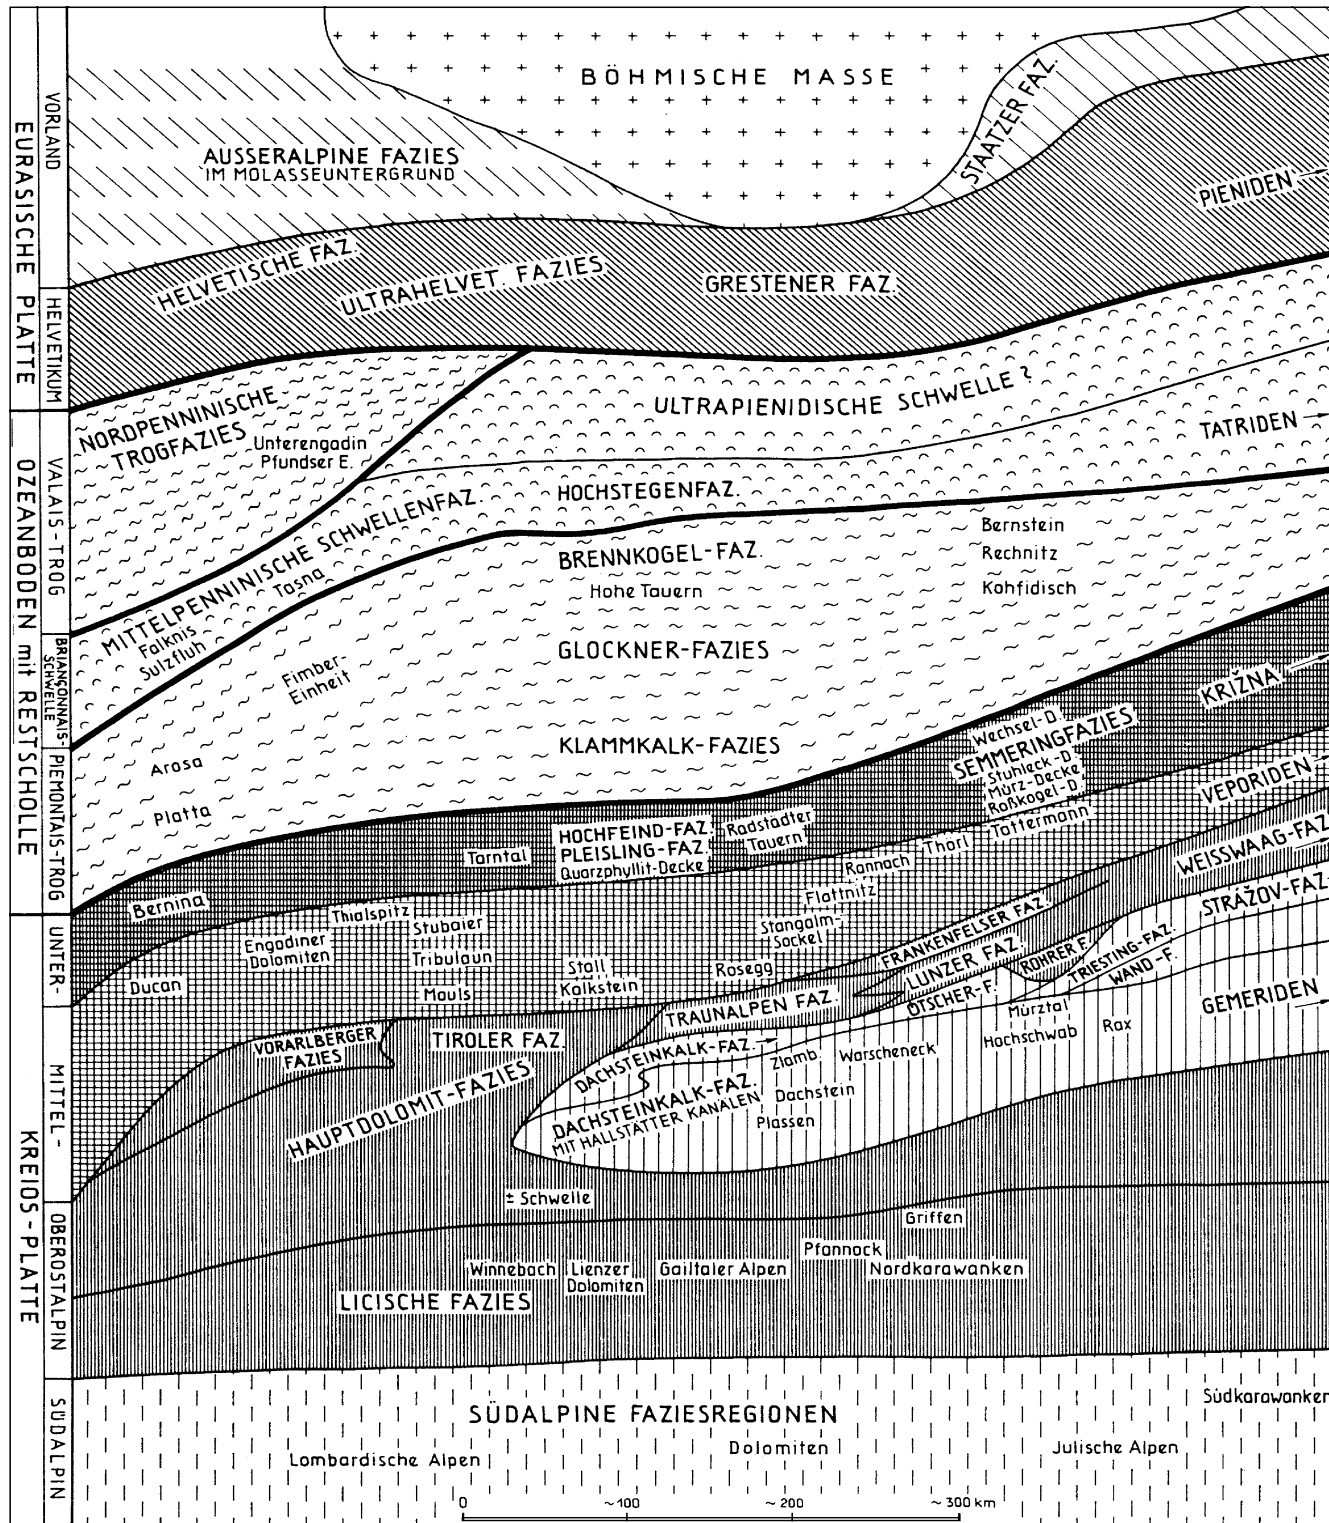 EURASISCHE PLATTE
OZEANBODEN mit RESTSCHOLLE
KREIOS-PLATTE
VORLAND
HELVETIKUM
VALAIS-TROG
BRIANÇONNAIS-
SCHWELLE
PIEMONTAIS-TROG
UNTER-
MITTEL-
OBEROSTALPIN
SÜDALPIN
BÖHMISCHE MASSE
STAATZER FAZ.
AUSSERALPINE FAZIES
IM MOLASSEUNTERGRUND
PIENIDEN
HELVETISCHE FAZ.
ULTRAHELVET. FAZIES
GRESTENER FAZ.
NORDPENNINISCHE
TROGFAZIES
Unterengadin
Pfundser E.
ULTRAPIENIDISCHE SCHWELLE ?
TATRIDEN
HOCHSTEGENFAZ.
MITTELPENNINISCHE SCHWELLENFAZ.
Falknis
Sulzfluh
Tasna
BRENNKOGEL-FAZ.
Hohe Tauern
Bernstein
Rechnitz
Kohfidisch
Fimber-
Einheit
GLOCKNER-FAZIES
KLAMMKALK-FAZIES
Arosa
Platta
KRIŽNA
Wechsel-D.
SEMMERINGFAZIES
Stuhleck-D.
Mürz-Decke
Roßkogel-D.
Tattermann
VEPORIDEN
HOCHFEIND-FAZ.
PLEISLING-FAZ.
Quarzphyllit-Decke
Radstädter
Tauern
Tarntal
Bernina
Rannach
Thörl
Flattnitz
Stangalm-
Sockel
Thialspitz
Stubaier
Tribulaun
Engadiner
Dolomiten
Ducan
Mauls
Stall
Kalkstein
Rosegg
WEISSWAAG-FAZ.
STRÁŽOV-FAZ.
FRANKENFELSER FAZ.
LUNZER FAZ.
ROHRER F.
TRIESTING-FAZ.
WAND-F.
ÖTSCHER-F.
TRAUNALPEN FAZ.
GEMERIDEN
VORARLBERGER
FAZIES
TIROLER FAZ.
HAUPTDOLOMIT-FAZIES
DACHSTEINKALK-FAZ.
Zlamb.
Warscheneck
Mürztal
Hochschwab
Rax
DACHSTEINKALK-FAZ.
MIT HALLSTÄTTER KANÄLEN
Dachstein
Plassen
± Schwelle
Griffen
Pfannock
Winnebach
Lienzer
Dolomiten
Gailtaler Alpen
Nordkarawanken
LICISCHE FAZIES
Südkarawanken
SÜDALPINE FAZIESREGIONEN
Lombardische Alpen
Dolomiten
Julische Alpen
0 ~100 ~200 ~300 km